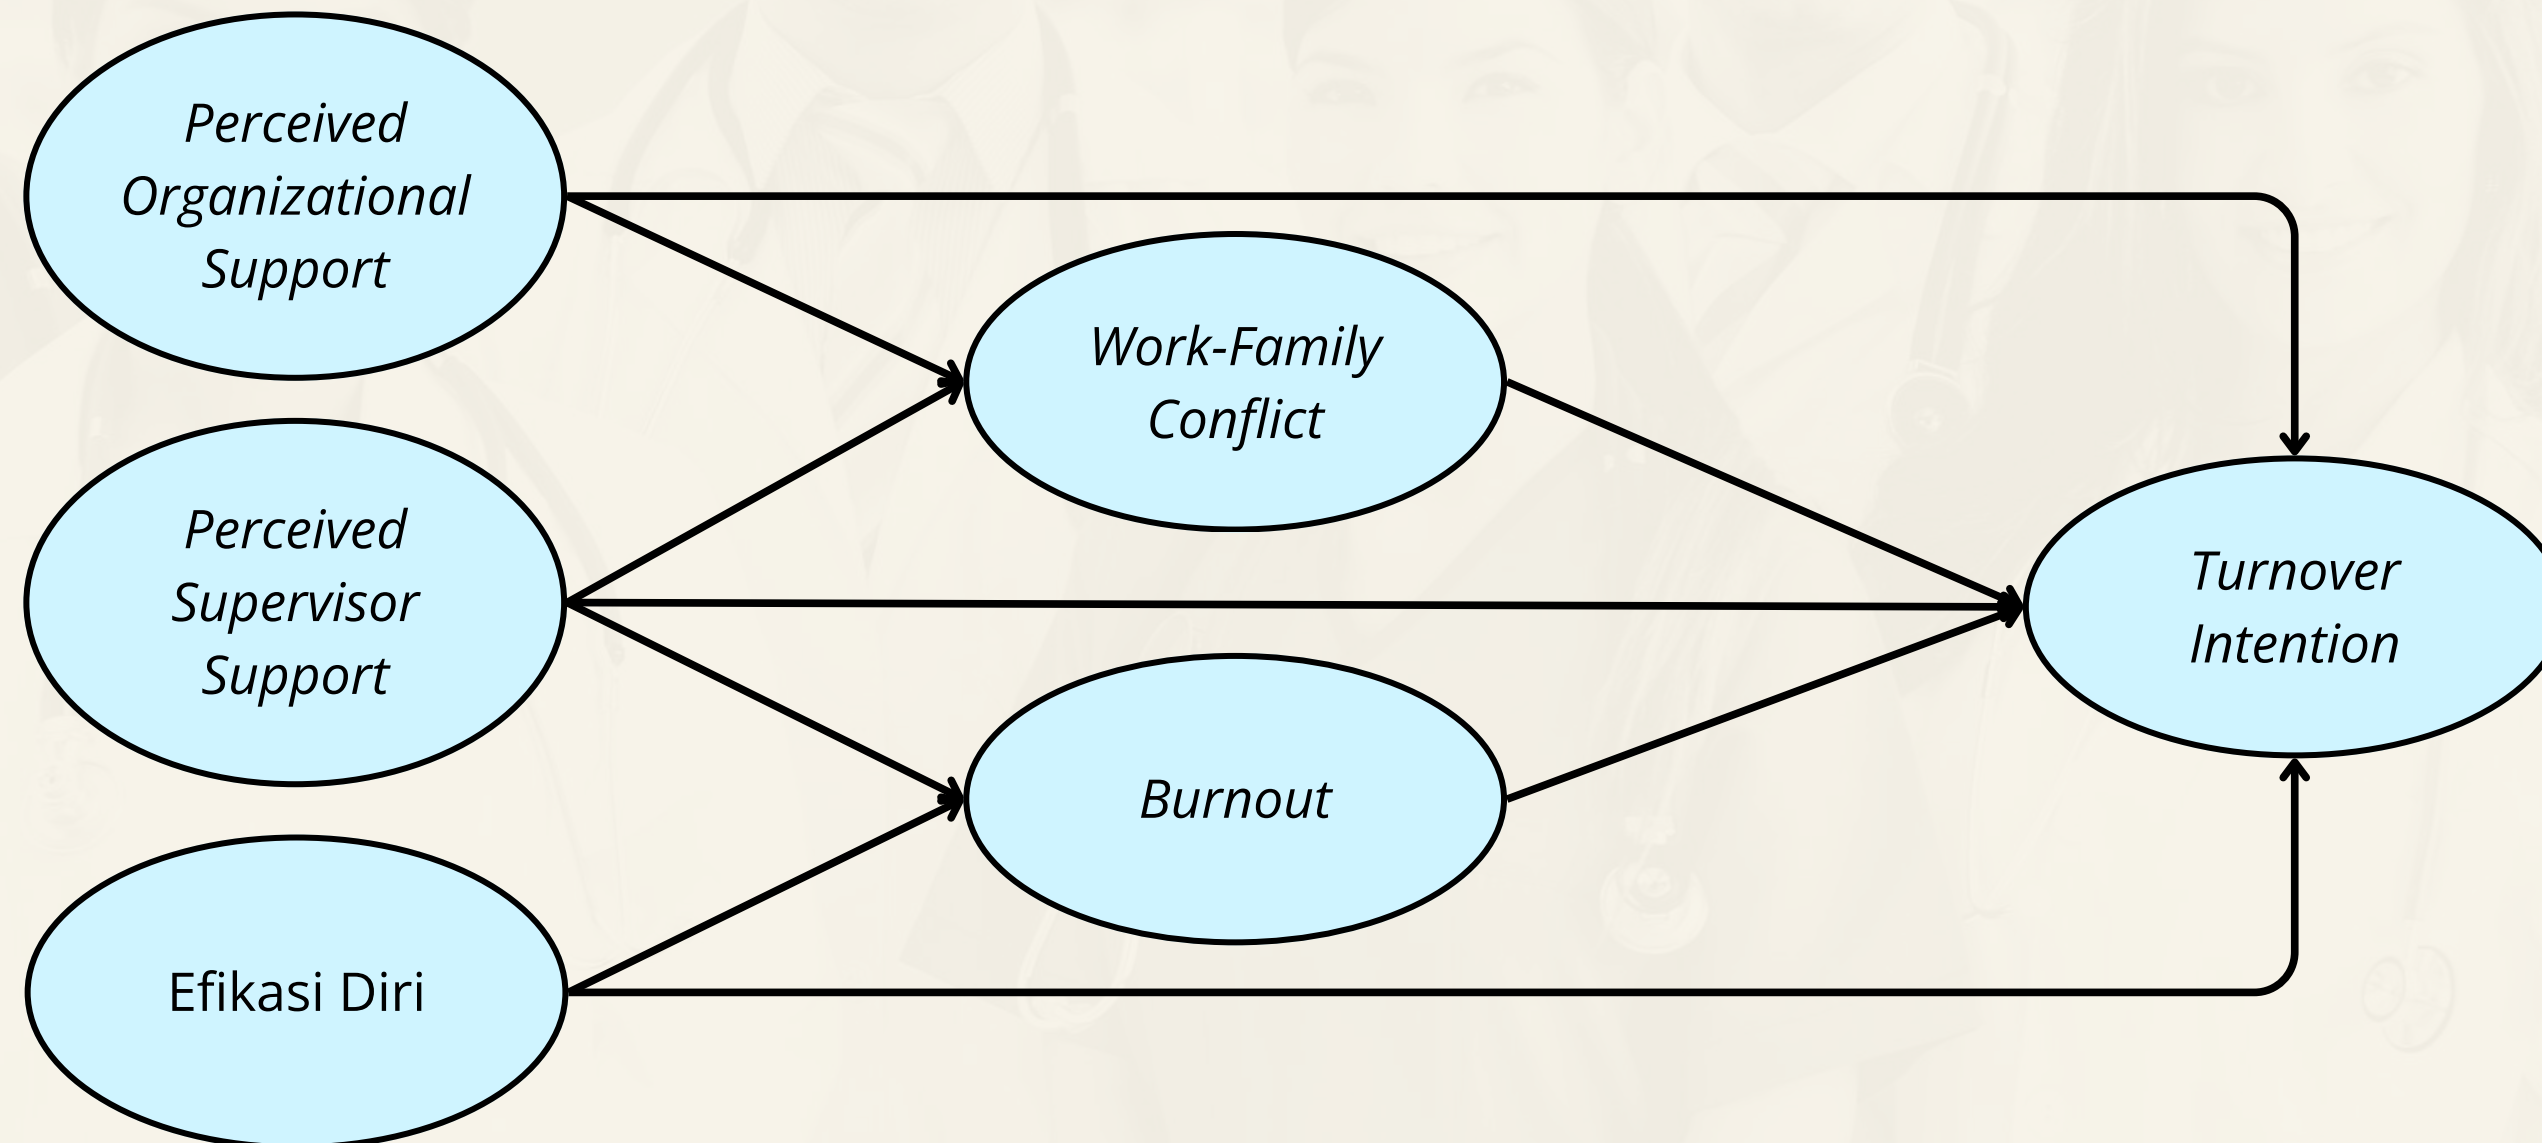 Perceived
Organizational
Support
Work-Family
Conflict
Perceived
Supervisor
Support
Turnover
Intention
Burnout
Efikasi Diri